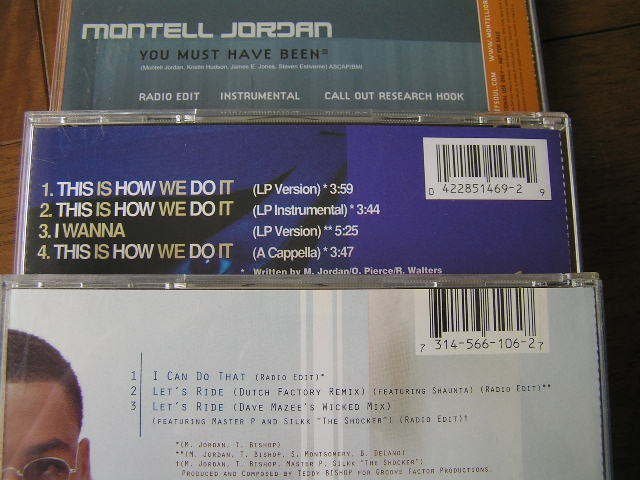 MONTELL JORDAN
YOU MUST HAVE BEEN
(Montell Jordan, Kristin Hudson, James E. Jones, Steven Estiverne) ASCAP/BMI
RADIO EDIT INSTRUMENTAL CALL OUT RESEARCH HOOK
1. THIS IS HOW WE DO IT (LP Version) * 3:59
2. THIS IS HOW WE DO IT (LP Instrumental) * 3:44
3. I WANNA (LP Version) ** 5:25
4. THIS IS HOW WE DO IT (A Cappella) * 3:47
* Written by M. Jordan/O. Pierce/R. Walters
0 422851469-2 9
7 314-566-106-2 7
1 I CAN DO THAT (RADIO EDIT)*
2 LET'S RIDE (DUTCH FACTORY REMIX) (FEATURING SHAUNTA) (RADIO EDIT)**
3 LET'S RIDE (DAVE MAZEE'S WICKED MIX)
(FEATURING MASTER P AND SILKK "THE SHOCKER") (RADIO EDIT)†
*(M. JORDAN, T. BISHOP)
**(M. JORDAN, T. BISHOP, S. MONTGOMERY, B. DELANO)
†(M. JORDAN, T. BISHOP, MASTER P, SILKK "THE SHOCKER")
PRODUCED AND COMPOSED BY TEDDY BISHOP FOR GROOVE FACTOR PRODUCTIONS.